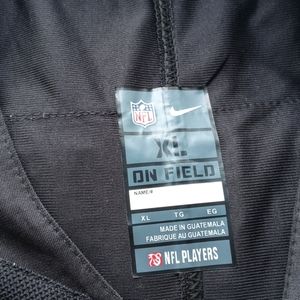 NFL
XL
ON FIELD
NAME/#
XL TG EG
MADE IN GUATEMALA
FABRIQUE AU GUATEMALA
NFL PLAYERS